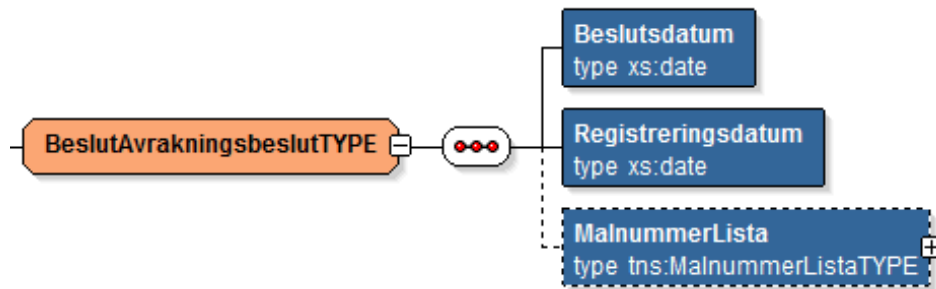 BeslutAvrakningsbeslutTYPE
Beslutsdatum
type xs:date
Registreringsdatum
type xs:date
MalnummerLista
type tns:MalnummerListaTYPE